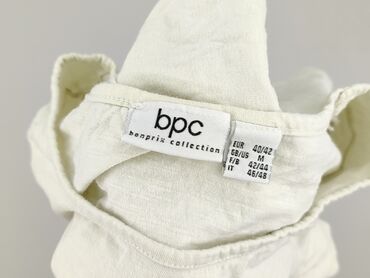 bpc
bonprix collection
EUR 40/42
GB/US M
F/B 42/44
IT 46/48